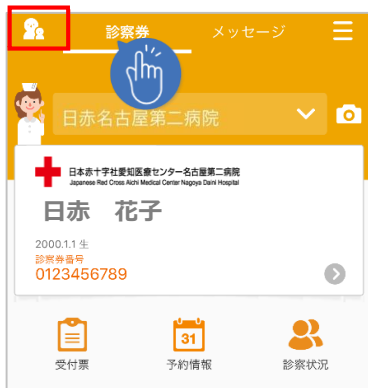 診察券 メッセージ
日赤名古屋第二病院
日本赤十字社愛知医療センター名古屋第二病院
Japanese Red Cross Aichi Medical Center Nagoya Daini Hospital
日赤 花子
2000.1.1 生
診察券番号
0123456789
31
受付票 予約情報 診察状況